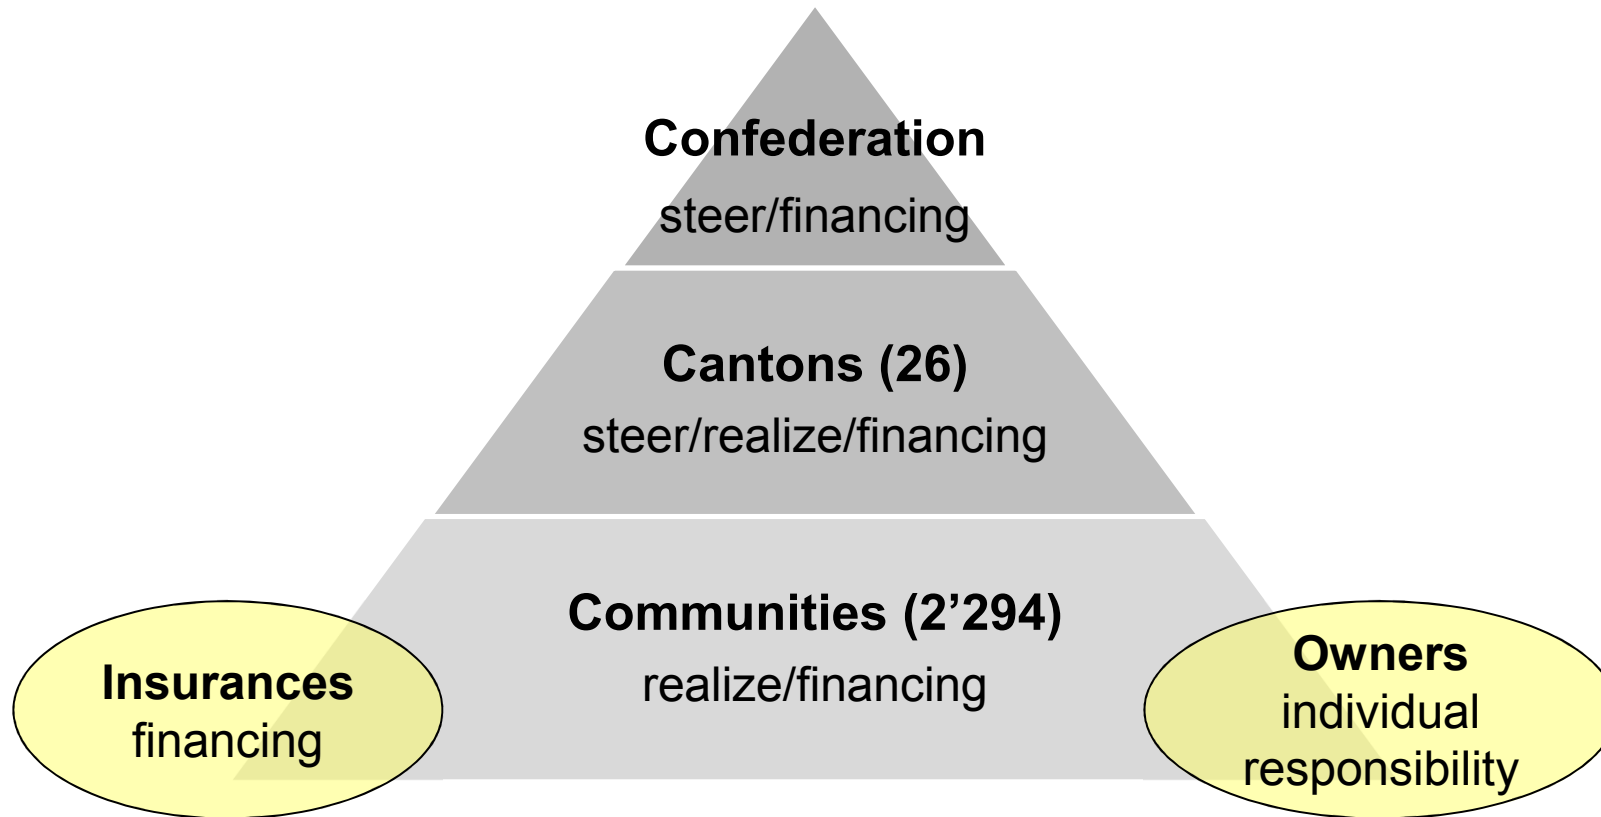 Confederation
steer/financing
Cantons (26)
steer/realize/financing
Communities (2’294)
realize/financing
Insurances
financing
Owners
individual
responsibility